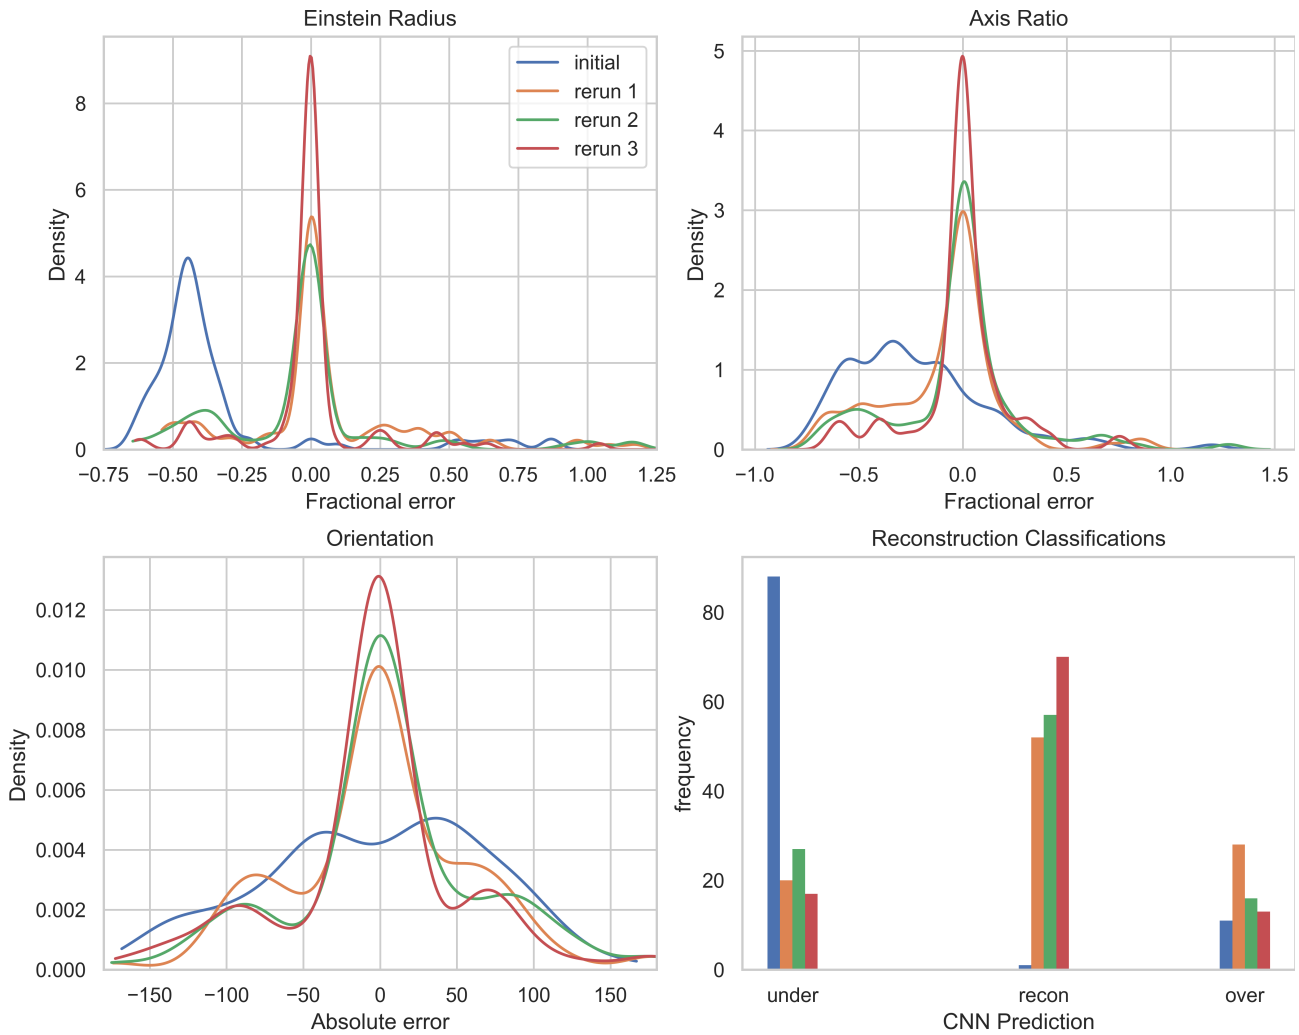 Einstein Radius
initial
rerun 1
rerun 2
rerun 3
8
6
4
2
0
Density
−0.75 −0.50 −0.25 0.00 0.25 0.50 0.75 1.00 1.25
Fractional error
Axis Ratio
5
4
3
2
1
0
Density
−1.0 −0.5 0.0 0.5 1.0 1.5
Fractional error
Orientation
0.012
0.010
0.008
0.006
0.004
0.002
0.000
Density
−150 −100 −50 0 50 100 150
Absolute error
Reconstruction Classifications
80
60
40
20
0
frequency
under recon over
CNN Prediction